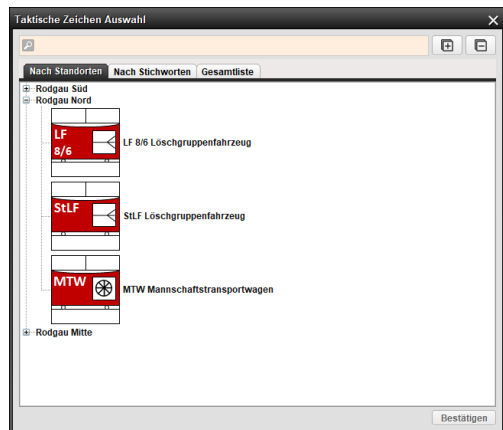 Taktische Zeichen Auswahl
Nach Standorten Nach Stichworten Gesamtliste
Rodgau Süd
Rodgau Nord
LF
8/6
LF 8/6 Löschgruppenfahrzeug
StLF
StLF Löschgruppenfahrzeug
MTW
MTW Mannschaftstransportwagen
Rodgau Mitte
Bestätigen